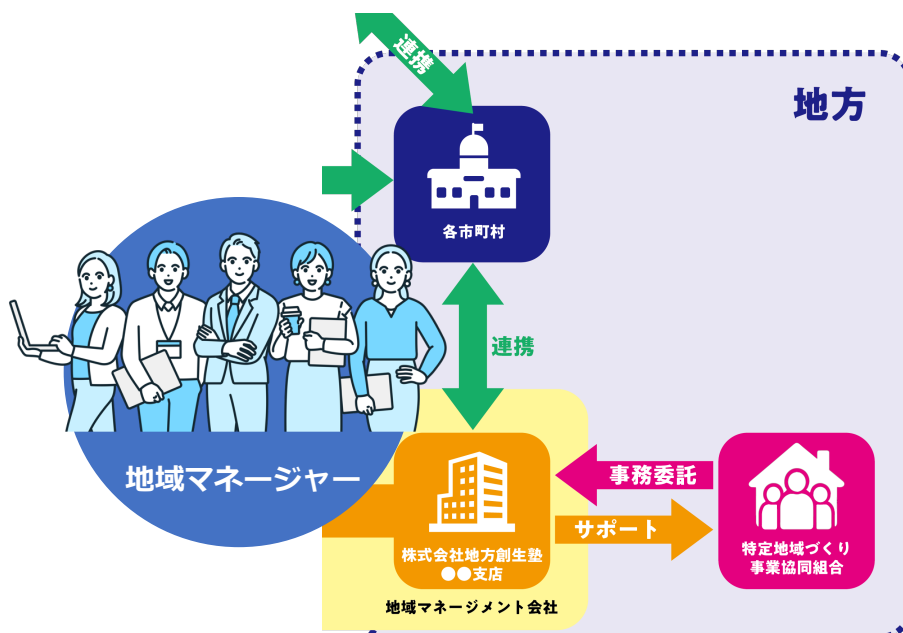 連携
地方
各市町村
連携
地域マネージャー
事務委託
サポート
株式会社地方創生塾
●●支店
特定地域づくり
事業協同組合
地域マネージメント会社